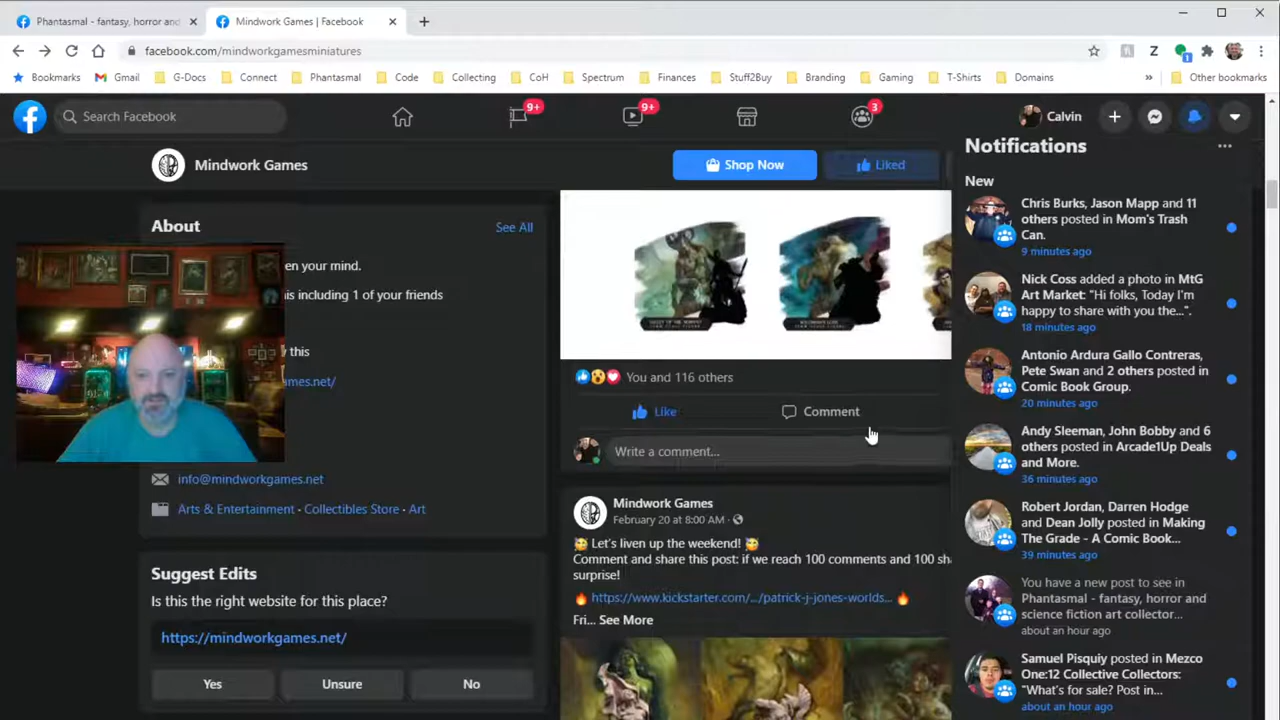 Phantasmal - fantasy, horror and
Mindwork Games | Facebook
facebook.com/mindworkgamesminiatures
Bookmarks
Gmail
G-Docs
Connect
Phantasmal
Code
Collecting
CoH
Spectrum
Finances
Stuff2Buy
Branding
Gaming
T-Shirts
Domains
»
Other bookmarks
Search Facebook
9+
9+
3
Calvin
Mindwork Games
Shop Now
Liked
About
See All
en your mind.
is including 1 of your friends
this
mes.net/
info@mindworkgames.net
Arts & Entertainment · Collectibles Store · Art
Suggest Edits
Is this the right website for this place?
https://mindworkgames.net/
Yes
Unsure
No
You and 116 others
Like
Comment
Write a comment...
Mindwork Games
February 20 at 8:00 AM ·
Let's liven up the weekend!
Comment and share this post: if we reach 100 comments and 100 sh
surprise!
https://www.kickstarter.com/.../patrick-j-jones-worlds...
Fri... See More
Notifications
New
Chris Burks, Jason Mapp and 11
others posted in Mom's Trash
Can.
9 minutes ago
Nick Coss added a photo in MtG
Art Market: "Hi folks, Today I'm
happy to share with you the...".
18 minutes ago
Antonio Ardura Gallo Contreras,
Pete Swan and 2 others posted in
Comic Book Group.
20 minutes ago
Andy Sleeman, John Bobby and 6
others posted in Arcade1Up Deals
and More.
36 minutes ago
Robert Jordan, Darren Hodge
and Dean Jolly posted in Making
The Grade - A Comic Book...
39 minutes ago
You have a new post to see in
Phantasmal - fantasy, horror and
science fiction art collector...
about an hour ago
Samuel Pisquiy posted in Mezco
One:12 Collective Collectors:
"What's for sale? Post in...
about an hour ago